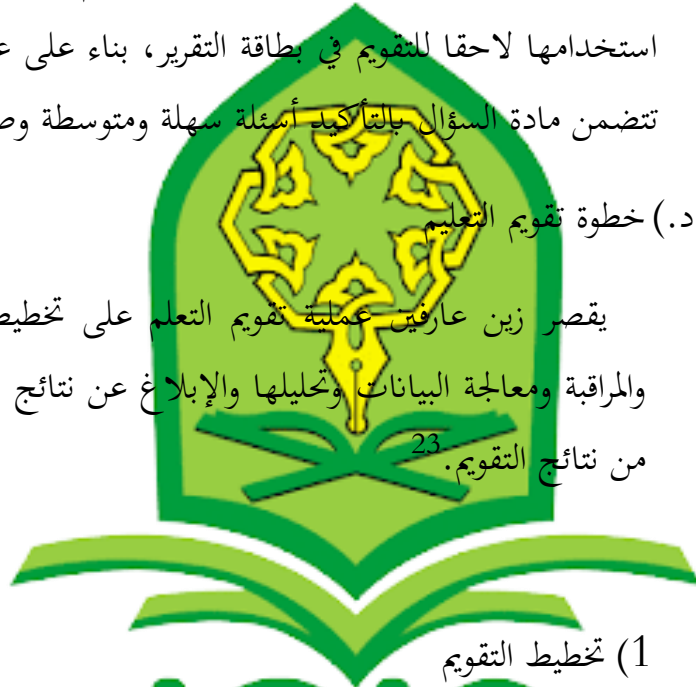 استخدامها لاحقا للتقويم في بطاقة التقرير، بناء على
تتضمن مادة السؤال بالتأكيد أسئلة سهلة ومتوسطة
د.) خطوة تقويم التعليم
يقصر زين عارفين عملية تقويم التعلم على
والمراقبة ومعالجة البيانات وتحليلها والإبلاغ عن نتائج
من نتائج التقويم.23
1) تخطيط التقويم